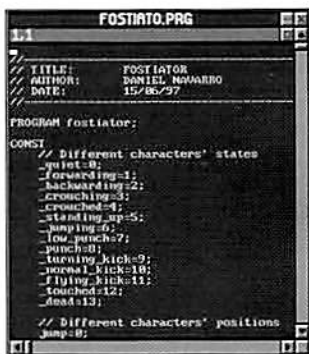 FOSTIATO.PRG
1,1
//
// TITLE: FOSTIATOR
// AUTHOR: DANIEL NAVARRO
// DATE: 15/06/97
//
PROGRAM fostiator;
CONST
// Different characters' states
_quiet=0;
_forwarding=1;
_backwarding=2;
_crouching=3;
_crouched=4;
_standing_up=5;
_jumping=6;
_low_punch=7;
_punch=8;
_turning_kick=9;
_normal_kick=10;
_flying_kick=11;
_touched=12;
_dead=13;
// Different characters' positions
jump=0;